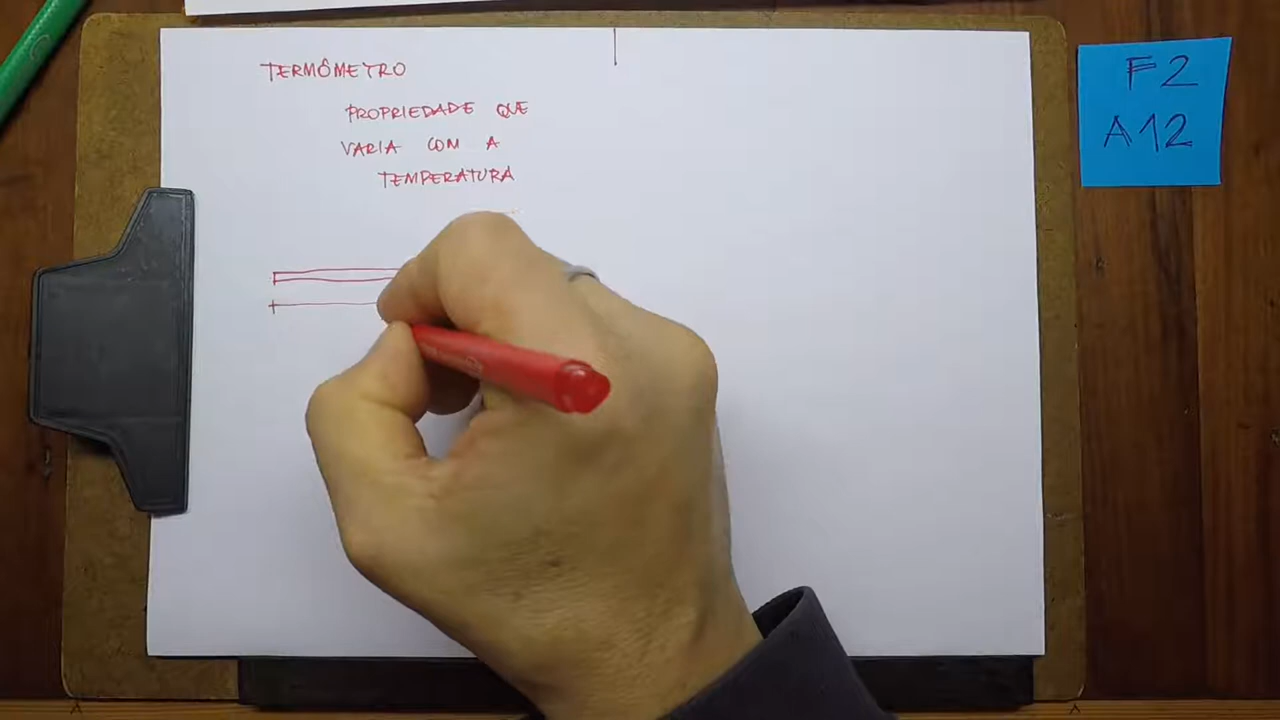 TERMÔMETRO
PROPRIEDADE QUE
VARIA COM A
TEMPERATURA
F2
A12